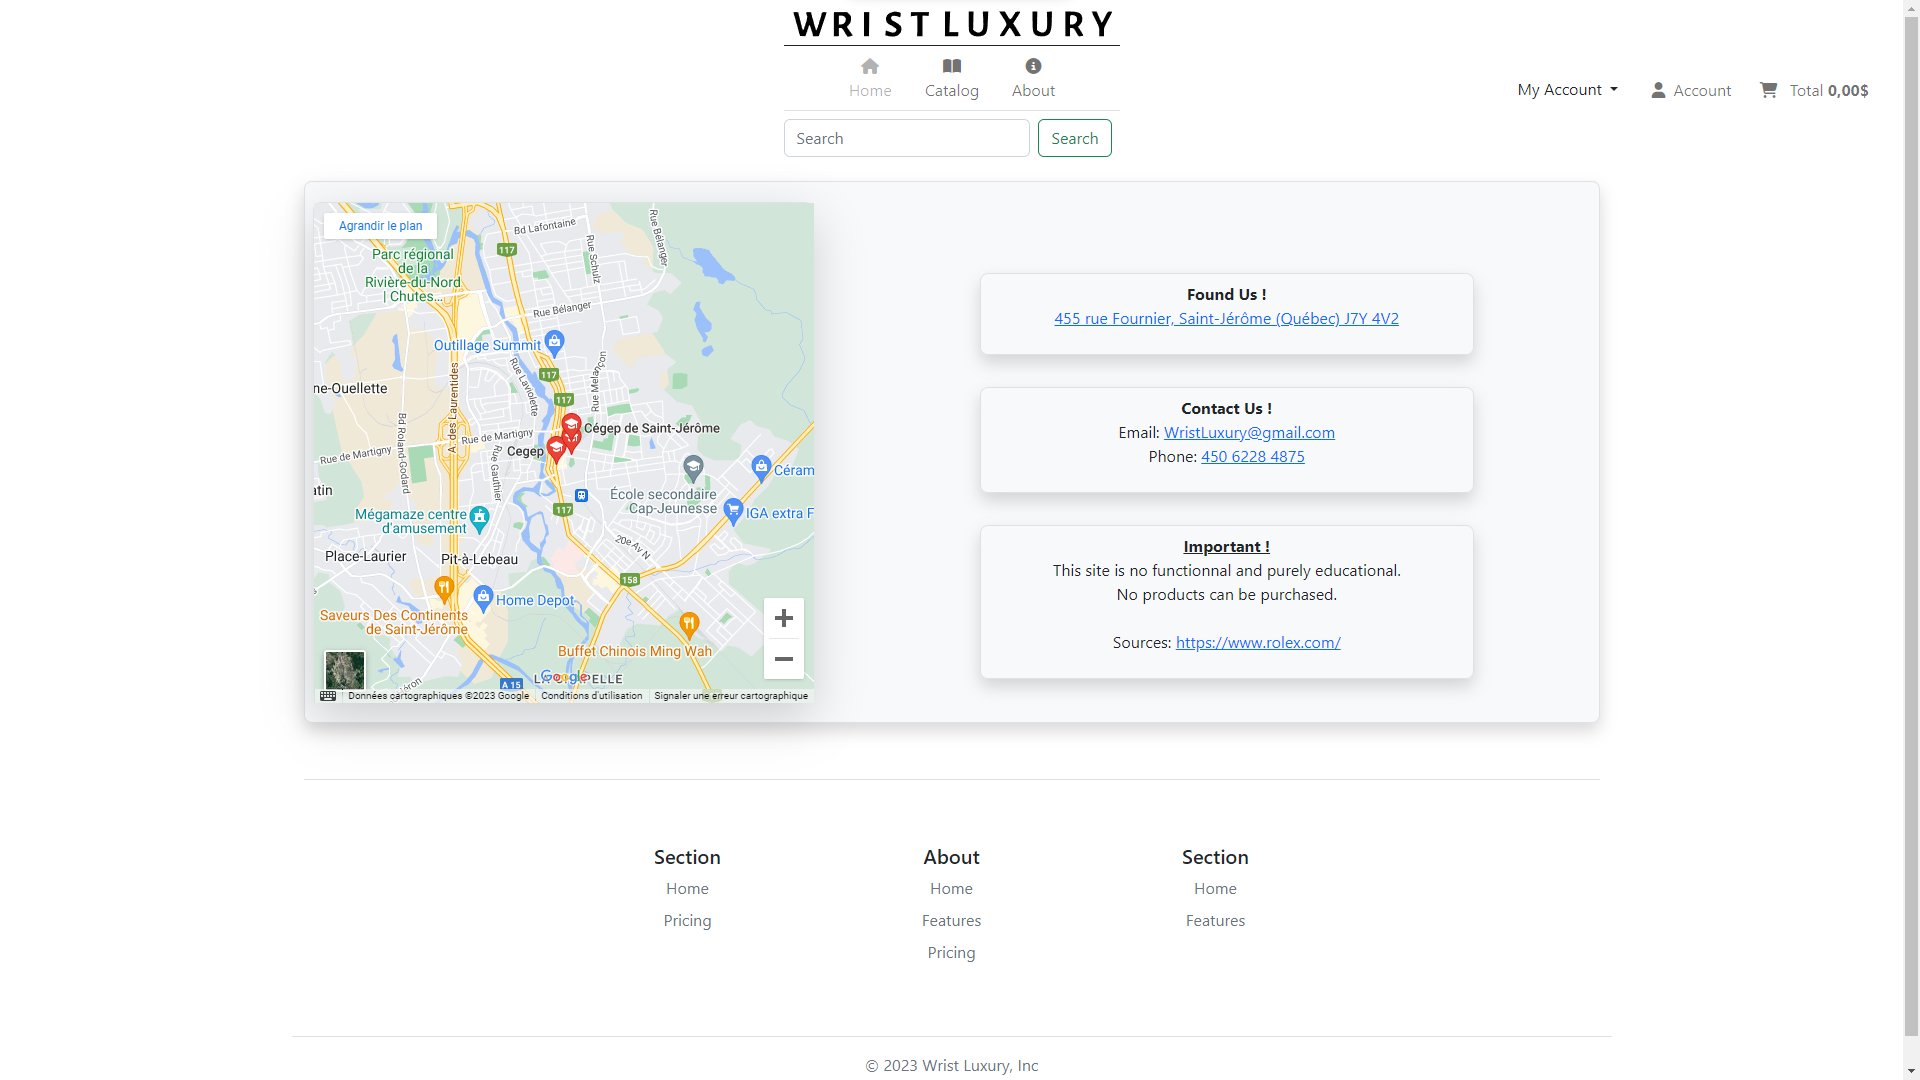 WRIST LUXURY
Home
Catalog
About
My Account
Account
Total 0,00$
Search
Search
Agrandir le plan
Bd Lafontaine
Rue Bélanger
Rue Schulz
117
Parc régional
de la
Rivière-du-Nord
| Chutes...
Rue Bélanger
Outillage Summit
Rue Laviolette
117
Rue Melançon
ne-Ouellette
A. des Laurentides
117
Bd Roland-Godard
Cégep de Saint-Jérôme
Rue de Martigny
Cegep
Rue de Martigny
Rue Gauthier
Céram
atin
École secondaire
Cap-Jeunesse
117
IGA extra F
Mégamaze centre
d'amusement
20e Av N
Place-Laurier
Pit-à-Lebeau
158
Home Depot
Saveurs Des Continents
de Saint-Jérôme
Buffet Chinois Ming Wah
Google
A 15
Données cartographiques ©2023 Google
Conditions d'utilisation
Signaler une erreur cartographique
Found Us !
455 rue Fournier, Saint-Jérôme (Québec) J7Y 4V2
Contact Us !
Email: WristLuxury@gmail.com
Phone: 450 6228 4875
Important !
This site is no functionnal and purely educational.
No products can be purchased.
Sources: https://www.rolex.com/
Section
Home
Pricing
About
Home
Features
Pricing
Section
Home
Features
© 2023 Wrist Luxury, Inc